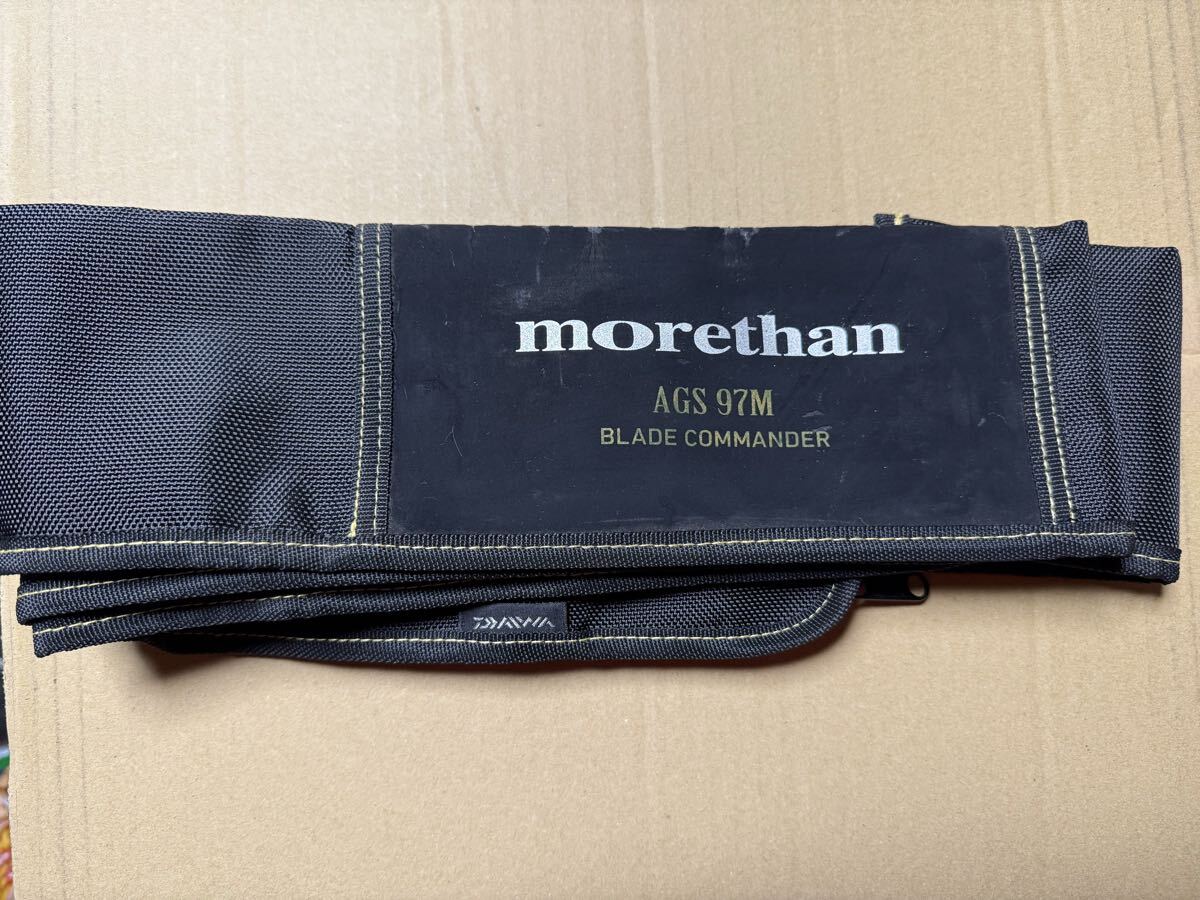 morethan
AGS 97M
BLADE COMMANDER
DAIWA